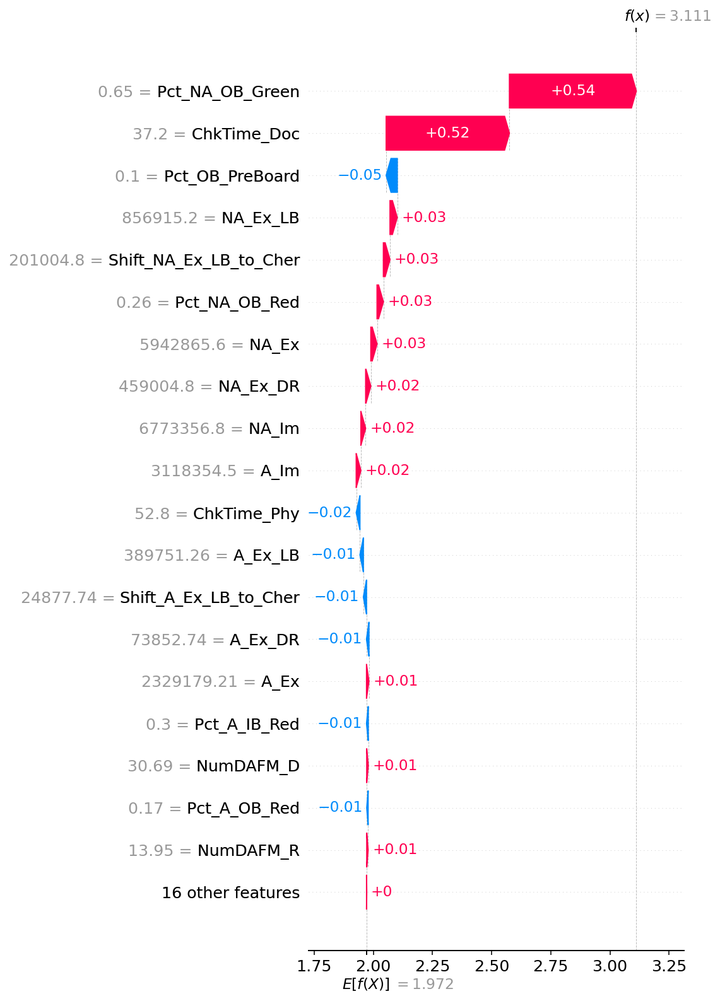 f(x) = 3.111
0.65 = Pct_NA_OB_Green +0.54
37.2 = ChkTime_Doc +0.52
0.1 = Pct_OB_PreBoard −0.05
856915.2 = NA_Ex_LB +0.03
201004.8 = Shift_NA_Ex_LB_to_Cher +0.03
0.26 = Pct_NA_OB_Red +0.03
5942865.6 = NA_Ex +0.03
459004.8 = NA_Ex_DR +0.02
6773356.8 = NA_Im +0.02
3118354.5 = A_Im +0.02
52.8 = ChkTime_Phy −0.02
389751.26 = A_Ex_LB −0.01
24877.74 = Shift_A_Ex_LB_to_Cher −0.01
73852.74 = A_Ex_DR −0.01
2329179.21 = A_Ex +0.01
0.3 = Pct_A_IB_Red −0.01
30.69 = NumDAFM_D +0.01
0.17 = Pct_A_OB_Red −0.01
13.95 = NumDAFM_R +0.01
16 other features +0
1.75 2.00 2.25 2.50 2.75 3.00 3.25
E[f(X)] = 1.972